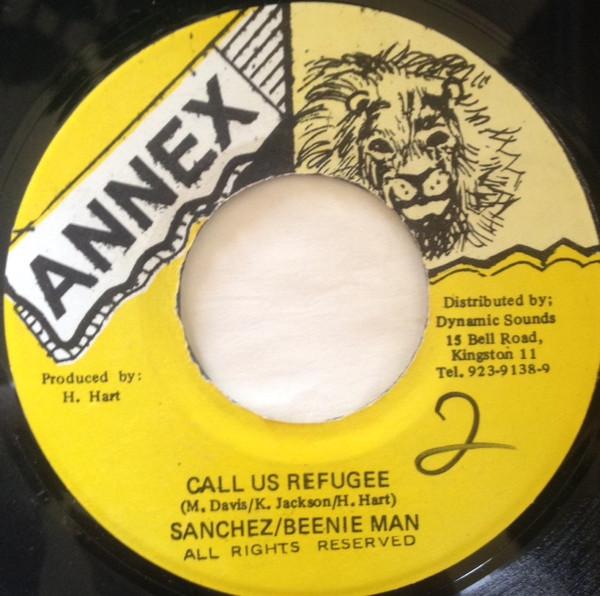 ANNEX
Distributed by;
Dynamic Sounds
15 Bell Road,
Kingston 11
Tel. 923-9138-9
Produced by:
H. Hart
2
CALL US REFUGEE
(M. Davis/K. Jackson/H. Hart)
SANCHEZ/BEENIE MAN
ALL RIGHTS RESERVED